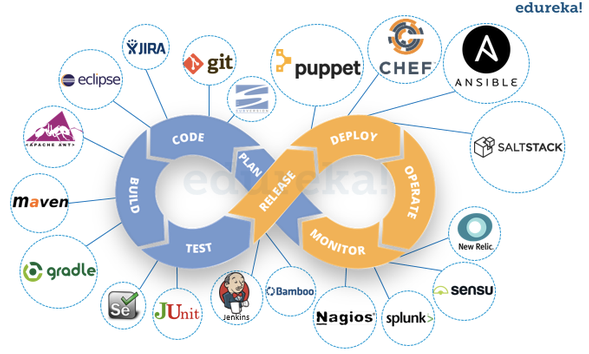 edureka!
JIRA
git
puppet
CHEF
ANSIBLE
eclipse
SUBVERSION
SALTSTACK
<APACHE ANT>
CODE
PLAN
DEPLOY
edureka!
BUILD
RELEASE
OPERATE
maven
TEST
MONITOR
New Relic.
gradle
Se
JUnit
Jenkins
Bamboo
Nagios
splunk>
sensu